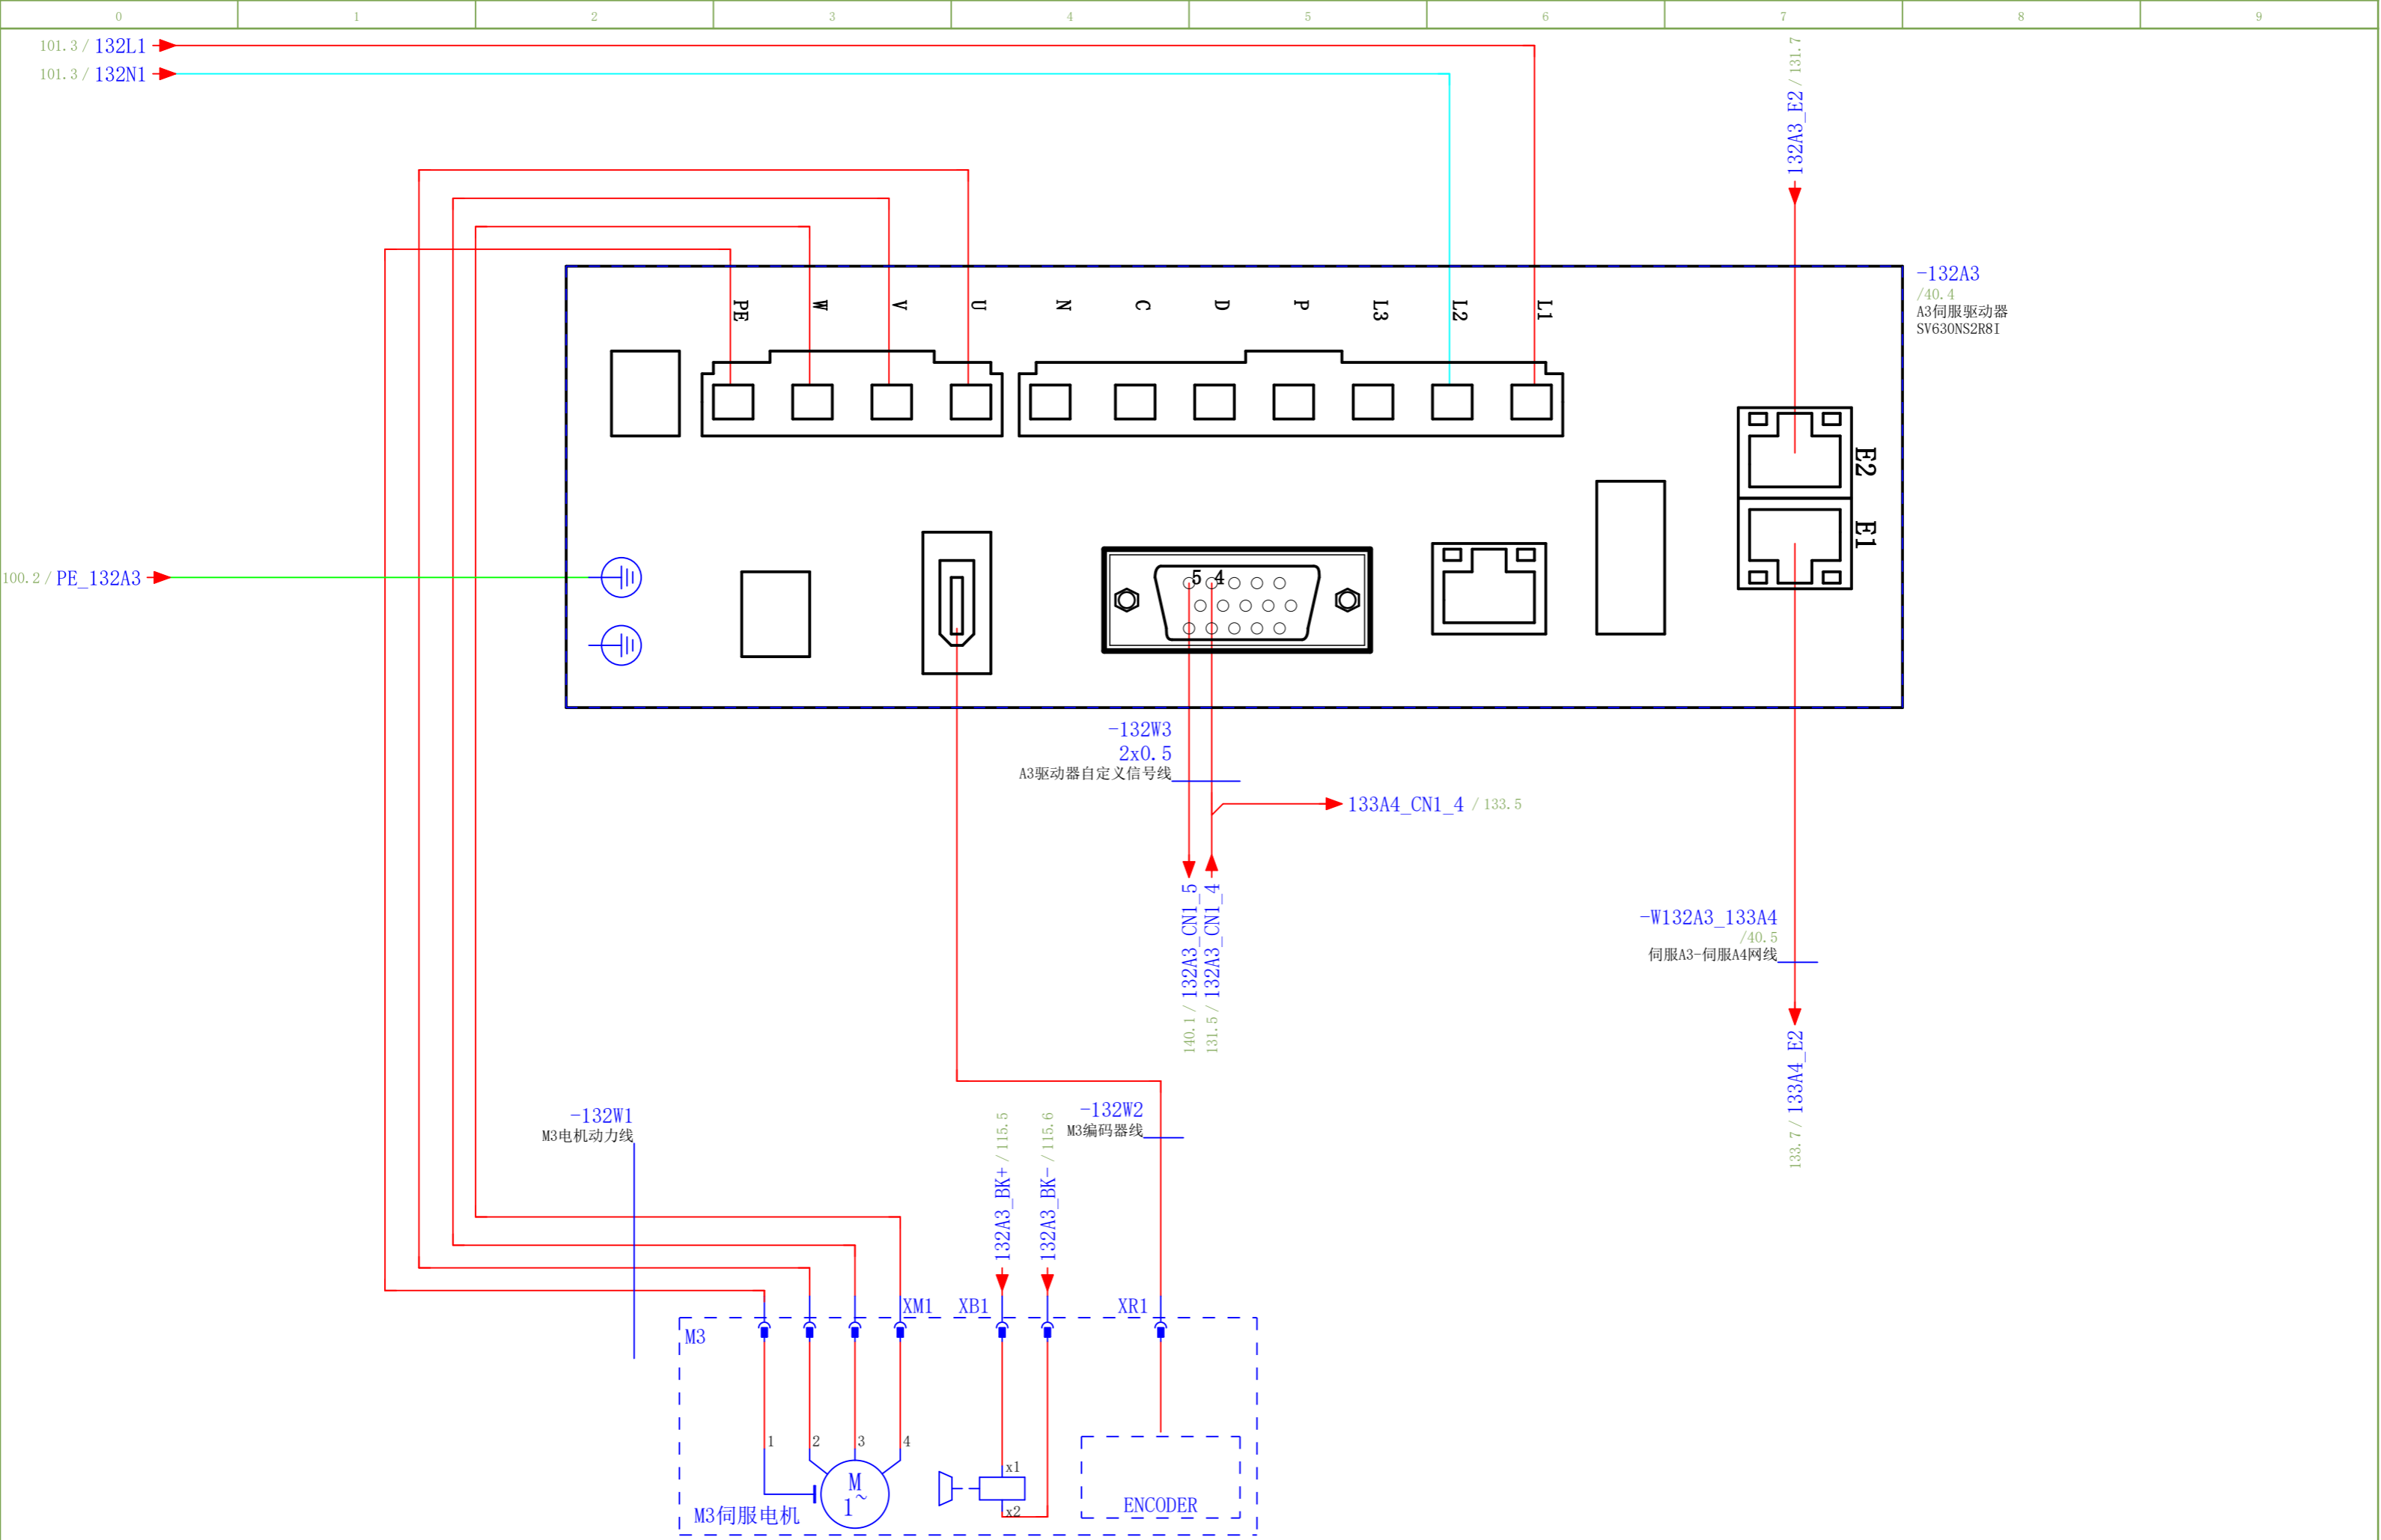 0 1 2 3 4 5 6 7 8 9
101.3 / 132L1
101.3 / 132N1
132A3_E2 / 131.7
-132A3
/40.4
A3伺服驱动器
SV630NS2R8I
PE W V U N C D P L3 L2 L1
E2
E1
100.2 / PE_132A3
5 4
-132W3
2x0.5
A3驱动器自定义信号线
133A4_CN1_4 / 133.5
140.1 / 132A3_CN1_5
131.5 / 132A3_CN1_4
-W132A3_133A4
/40.5
伺服A3-伺服A4网线
133.7 / 133A4_E2
-132W1
M3电机动力线
132A3_BK+ / 115.5
132A3_BK- / 115.6
-132W2
M3编码器线
XM1 XB1 XR1
M3
1 2 3 4
M
1~
x1
x2
ENCODER
M3伺服电机